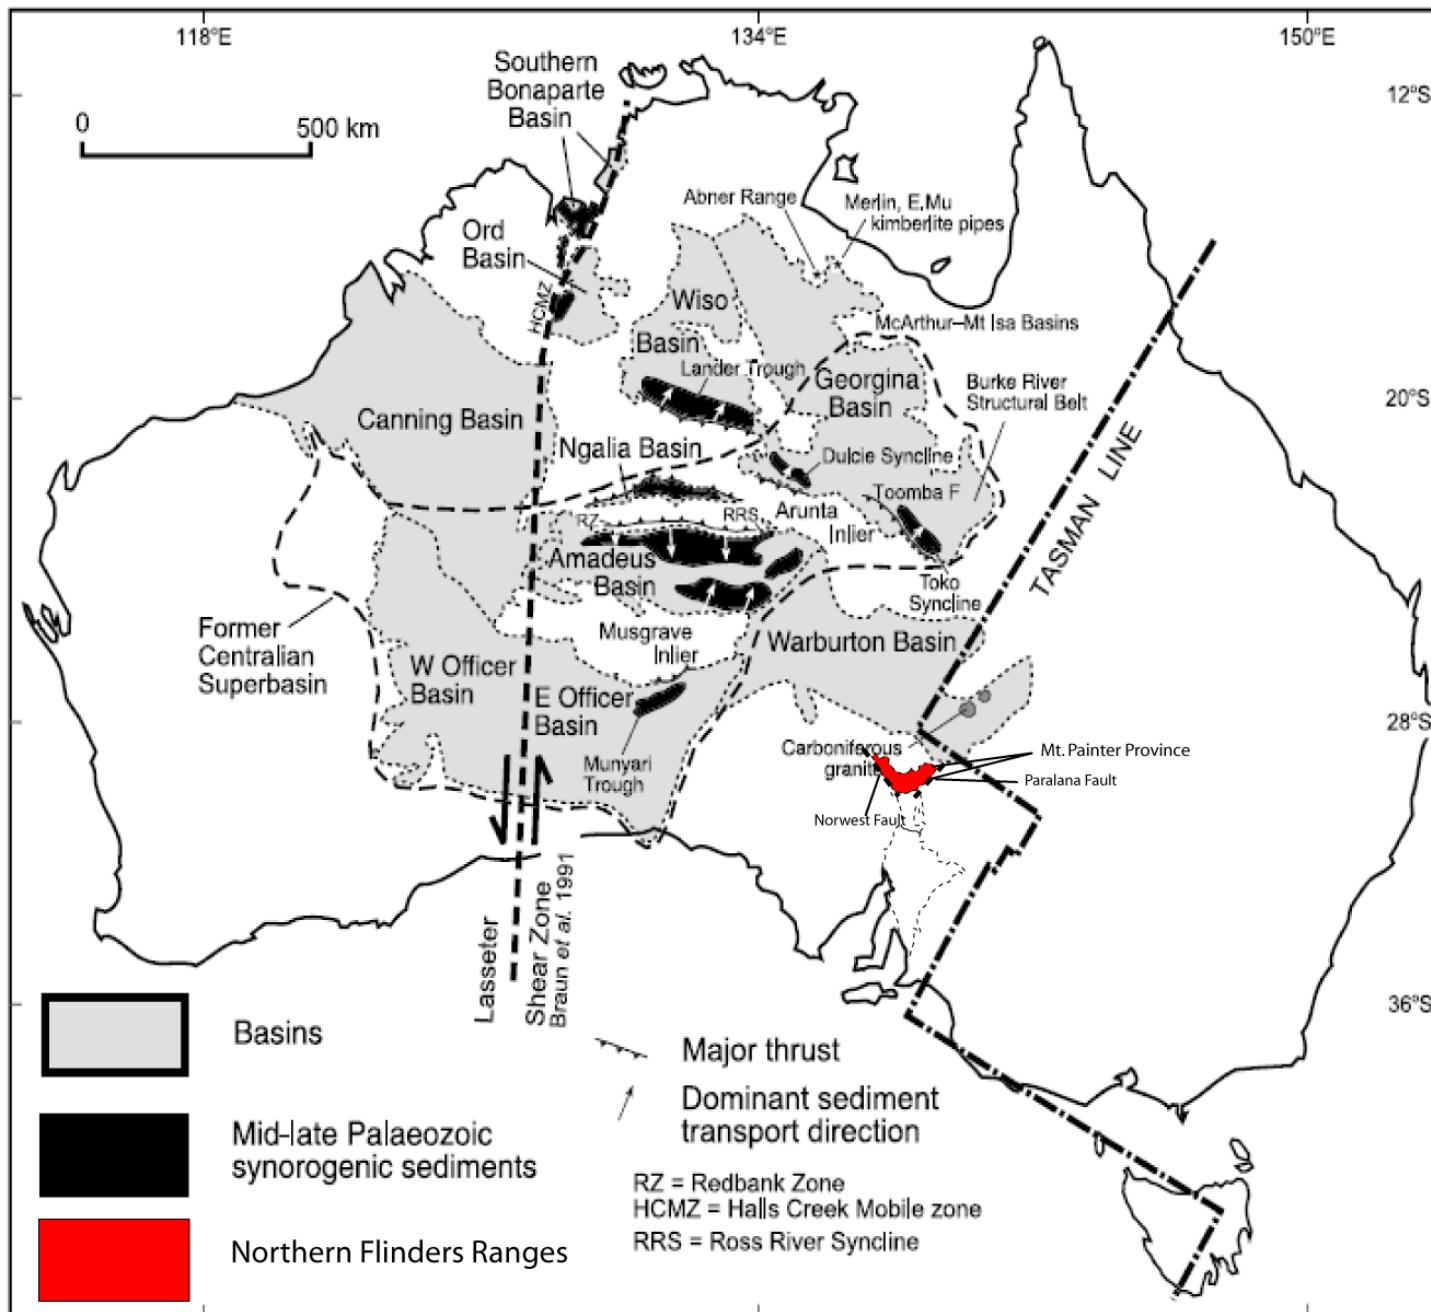 118°E
134°E
150°E
12°S
20°S
28°S
36°S
0
500 km
Southern
Bonaparte
Basin
Ord
Basin
HCMZ
Abner Range
Merlin, E.Mu
kimberlite pipes
Wiso
Basin
McArthur–Mt Isa Basins
Lander Trough
Georgina
Basin
Burke River
Structural Belt
Canning Basin
Ngalia Basin
Dulcie Syncline
Toomba F
RZ
RRS
Arunta
Inlier
Amadeus
Basin
Toko
Syncline
TASMAN LINE
Former
Centralian
Superbasin
Musgrave
Inlier
Warburton Basin
W Officer
Basin
E Officer
Basin
Munyari
Trough
Carboniferous
granite
Mt. Painter Province
Paralana Fault
Norwest Fault
Lasseter
Shear Zone
Braun et al. 1991
Basins
Mid-late Palaeozoic
synorogenic sediments
Northern Flinders Ranges
Major thrust
Dominant sediment
transport direction
RZ = Redbank Zone
HCMZ = Halls Creek Mobile zone
RRS = Ross River Syncline